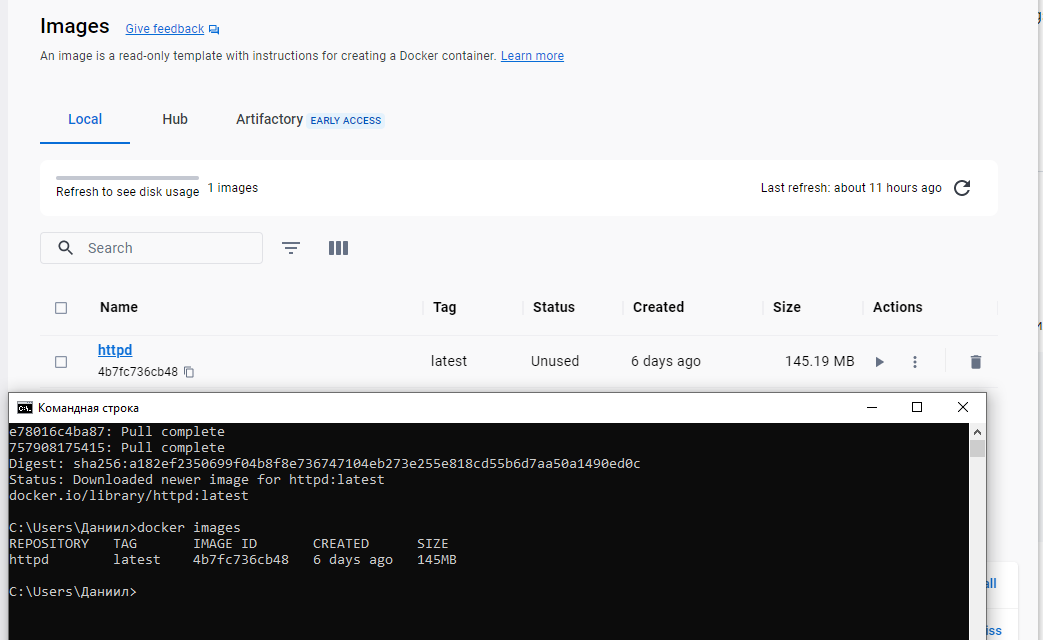 Images Give feedback
An image is a read-only template with instructions for creating a Docker container. Learn more
Local Hub Artifactory EARLY ACCESS
Refresh to see disk usage 1 images Last refresh: about 11 hours ago
Search
Name Tag Status Created Size Actions
httpd
4b7fc736cb48
latest Unused 6 days ago 145.19 MB
Командная строка
e78016c4ba87: Pull complete
757908175415: Pull complete
Digest: sha256:a182ef2350699f04b8f8e736747104eb273e255e818cd55b6d7aa50a1490ed0c
Status: Downloaded newer image for httpd:latest
docker.io/library/httpd:latest
C:\Users\Даниил>docker images
REPOSITORY TAG IMAGE ID CREATED SIZE
httpd latest 4b7fc736cb48 6 days ago 145MB
C:\Users\Даниил>